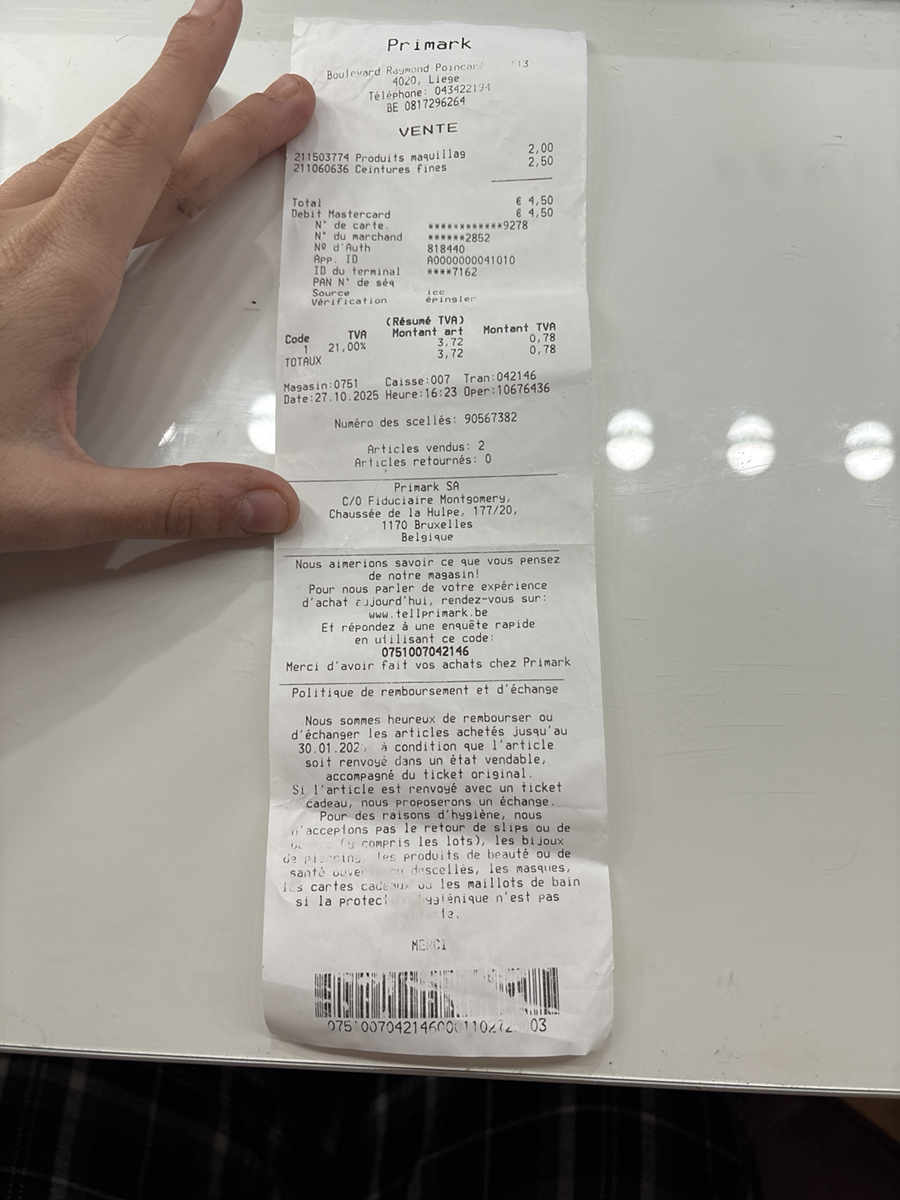 Primark
Boulevard Raymond Poincaré 13
4020, Liege
Téléphone: 043422194
BE 0817296264
VENTE
211503774 Produits maquillag 2,00
211060636 Ceintures fines 2,50
Total € 4,50
Debit Mastercard € 4,50
N° de carte. ************9278
N° du marchand ******2852
Nº d'Auth 818440
App. ID A0000000041010
ID du terminal ****7162
PAN N° de séq
Source icc
Vérification épingler
(Résumé TVA)
Code TVA Montant art Montant TVA
1 21,00% 3,72 0,78
TOTAUX 3,72 0,78
Magasin:0751 Caisse:007 Tran:042146
Date:27.10.2025 Heure:16:23 Oper:10676436
Numéro des scellés: 90567382
Articles vendus: 2
Articles retournés: 0
Primark SA
C/O Fiduciaire Montgomery,
Chaussée de la Hulpe, 177/20,
1170 Bruxelles
Belgique
Nous aimerions savoir ce que vous pensez
de notre magasin!
Pour nous parler de votre expérience
d'achat aujourd'hui, rendez-vous sur:
www.tellprimark.be
Et répondez à une enquête rapide
en utilisant ce code:
0751007042146
Merci d'avoir fait vos achats chez Primark
Politique de remboursement et d'échange
Nous sommes heureux de rembourser ou
d'échanger les articles achetés jusqu'au
à condition que l'article
soit renvoyé dans un état vendable,
accompagné du ticket original.
Si l'article est renvoyé avec un ticket
cadeau, nous proposerons un échange.
Pour des raisons d'hygiène, nous
n'acceptons pas le retour de slips ou de
(y compris les lots), les bijoux
de piercing, les produits de beauté ou de
santé ou descellés, les masques,
les cartes cadeaux ou les maillots de bain
si la hygiénique n'est pas
MERCI